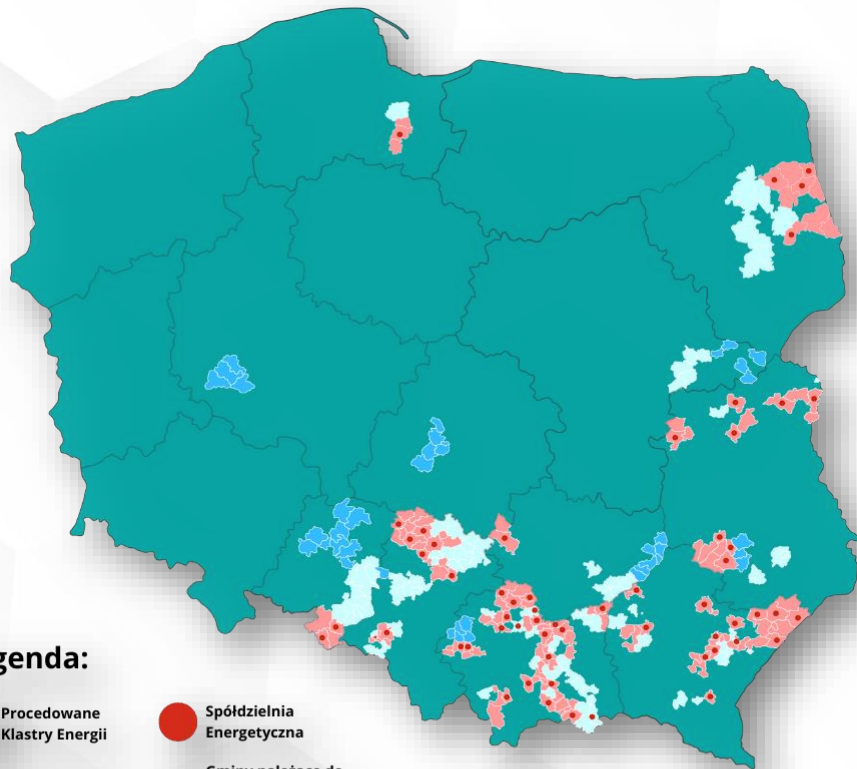 genda:
Procedowane
Klastry Energii
Spółdzielnia
Energetyczna